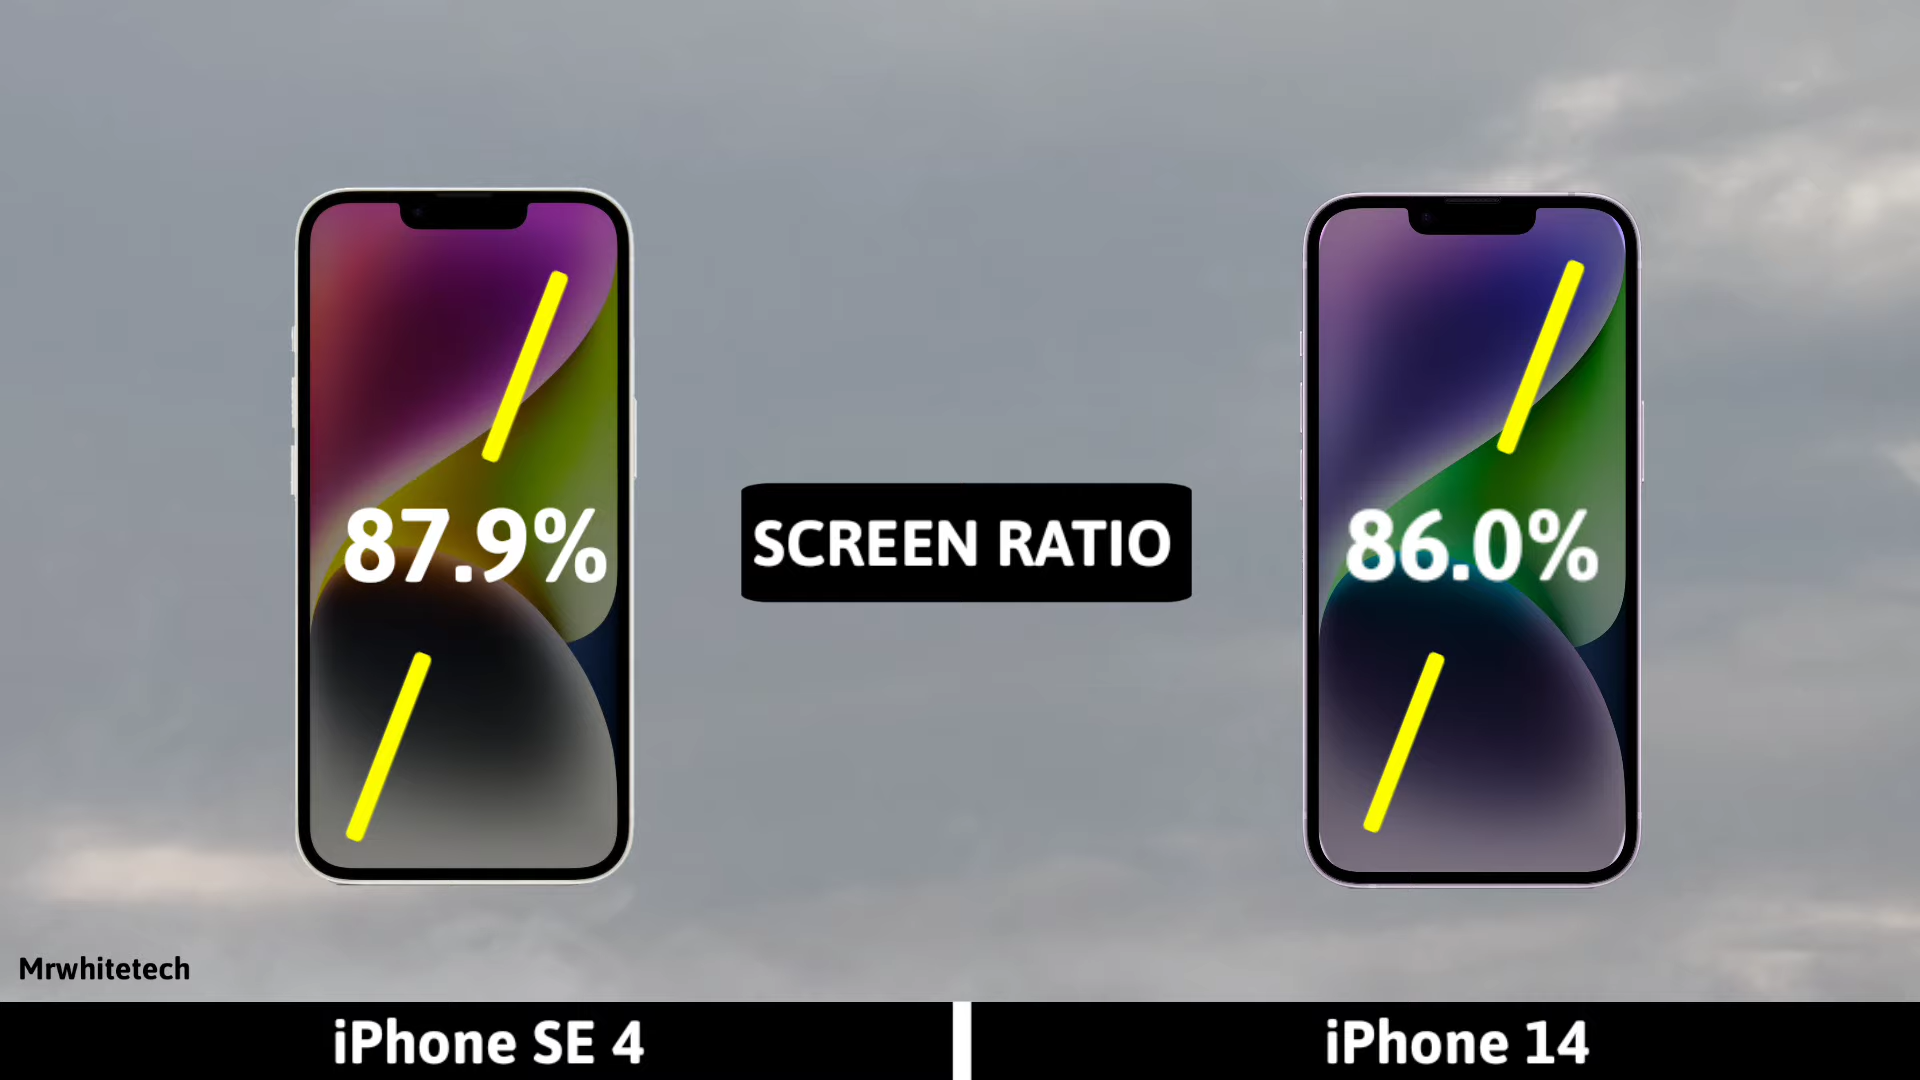 87.9%
SCREEN RATIO
86.0%
Mrwhitetech
iPhone SE 4
iPhone 14